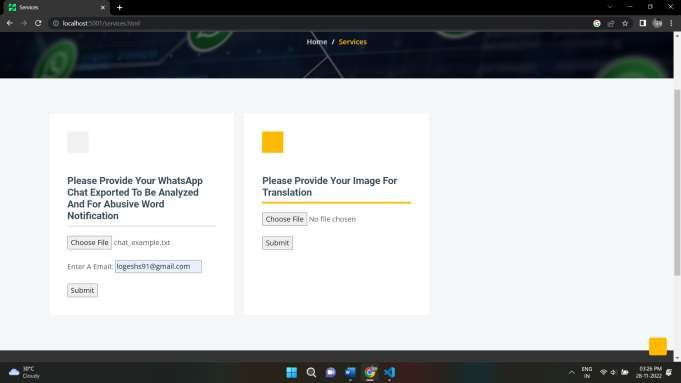 Services
localhost:5001/services.html
Home / Services
Please Provide Your WhatsApp
Chat Exported To Be Analyzed
And For Abusive Word
Notification
Choose File chat_example.txt
Enter A Email: logeshs91@gmail.com
Submit
Please Provide Your Image For
Translation
Choose File No file chosen
Submit
30°C
Cloudy
ENG
IN
03:26 PM
28-11-2022